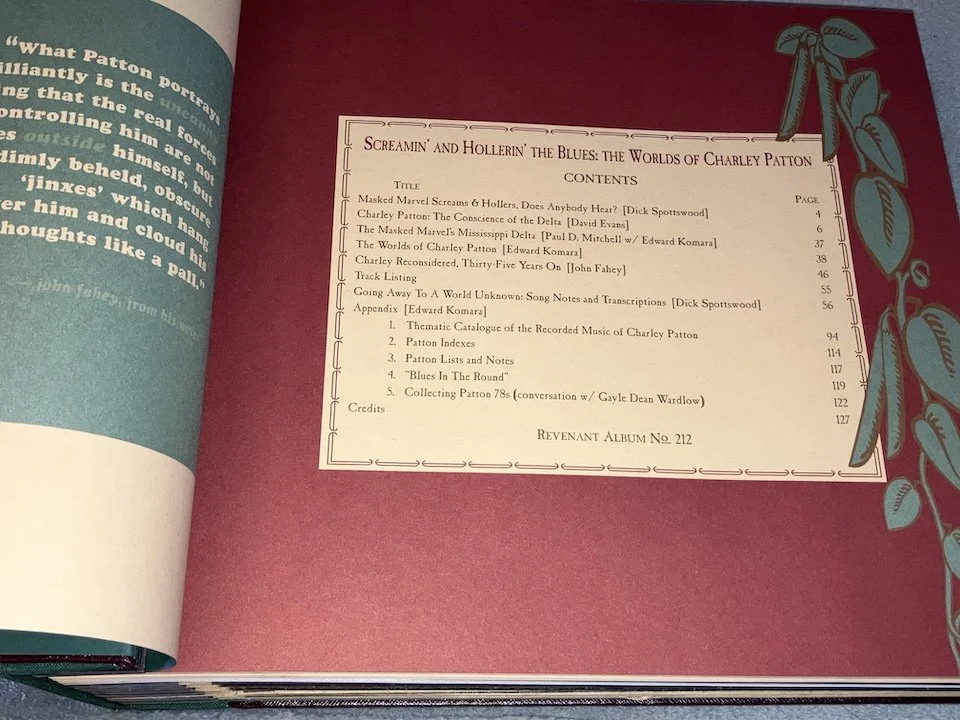 “What Patton portrays
illiantly is the uncanny
ing that the real forces
ontrolling him are not
es outside himself, but
dimly beheld, obscure
‘jinxes’ which hang
er him and cloud his
houghts like a pall.”
— john fahey, from his
SCREAMIN’ AND HOLLERIN’ THE BLUES: THE WORLDS OF CHARLEY PATTON
CONTENTS
TITLE PAGE
Masked Marvel Screams & Hollers, Does Anybody Hear? [Dick Spottswood] 4
Charley Patton: The Conscience of the Delta [David Evans] 6
The Masked Marvel’s Mississippi Delta [Paul D. Mitchell w/ Edward Komara] 37
The Worlds of Charley Patton [Edward Komara] 38
Charley Reconsidered, Thirty-Five Years On [John Fahey] 46
Track Listing 55
Going Away To A World Unknown: Song Notes and Transcriptions [Dick Spottswood] 56
Appendix [Edward Komara]
1. Thematic Catalogue of the Recorded Music of Charley Patton 94
2. Patton Indexes 114
3. Patton Lists and Notes 117
4. "Blues In The Round" 119
5. Collecting Patton 78s (conversation w/ Gayle Dean Wardlow) 122
Credits 127
REVENANT ALBUM NO. 212